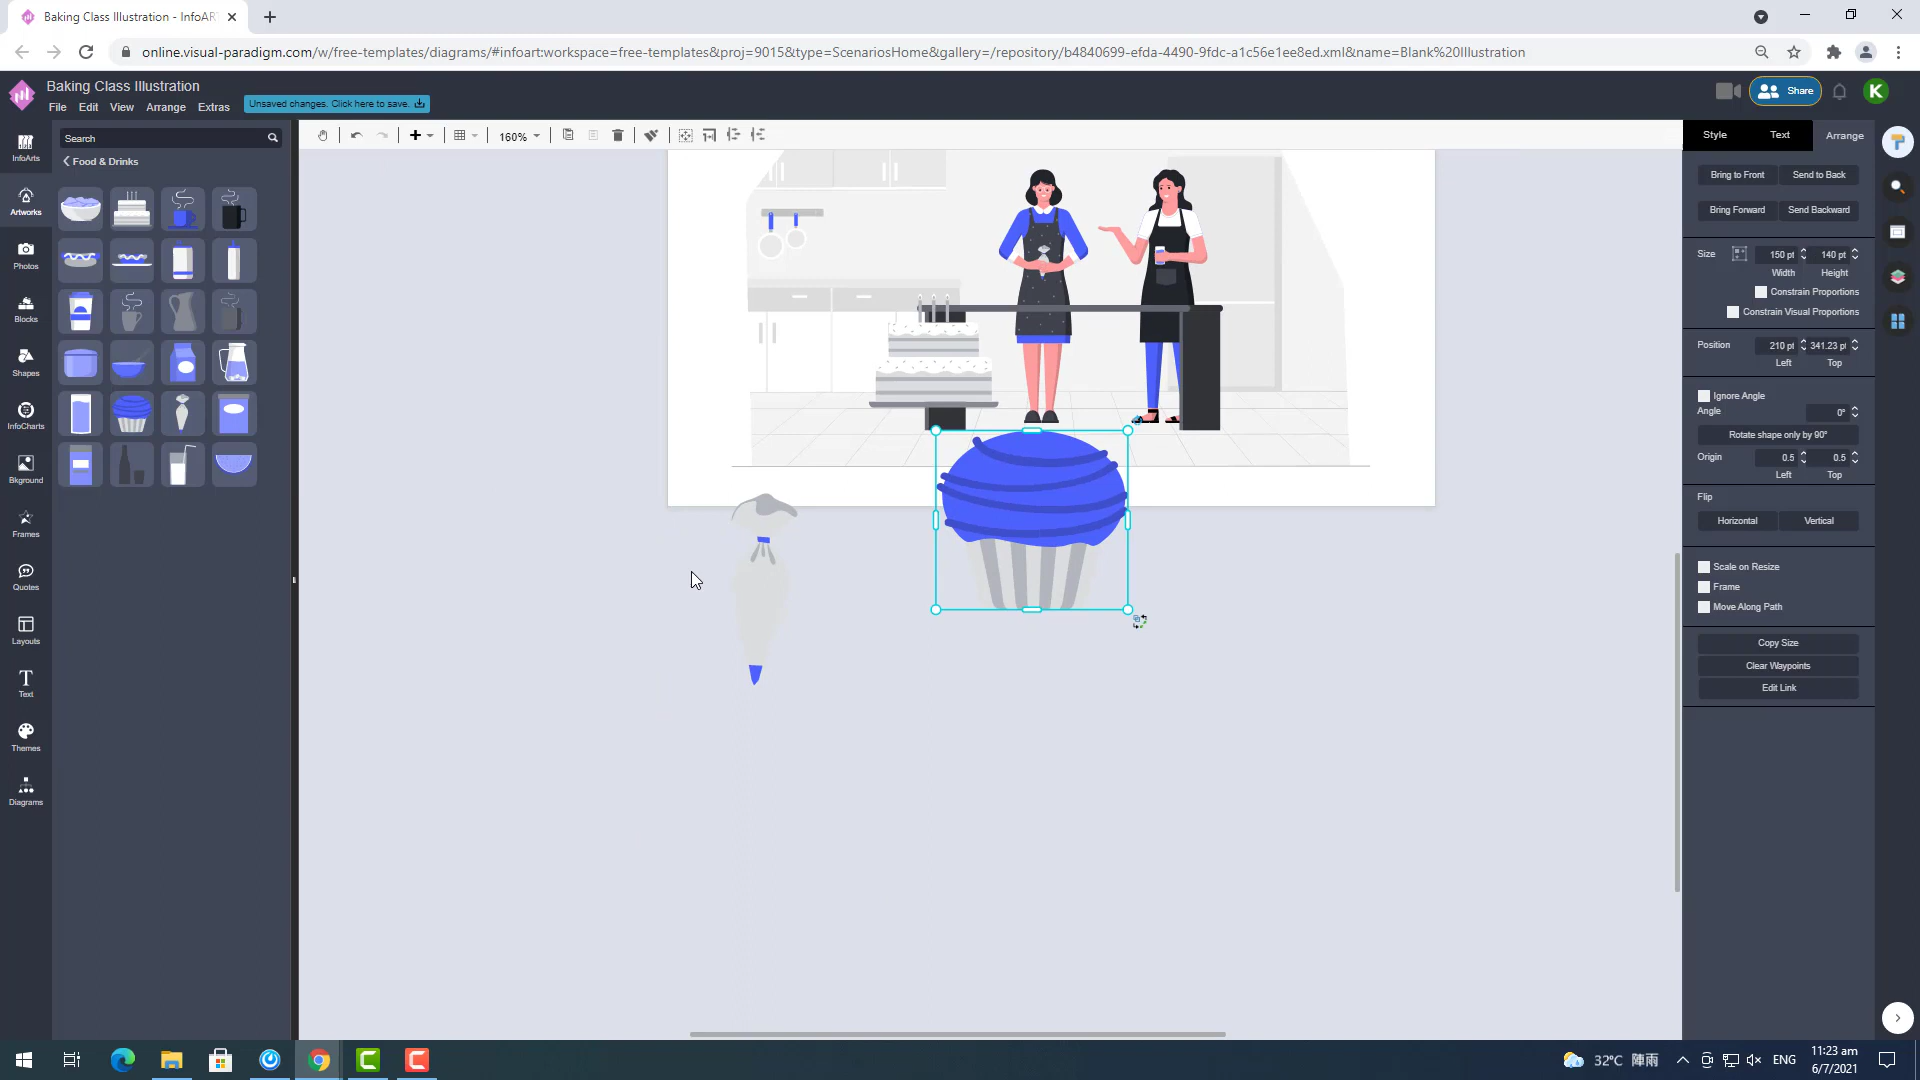 Baking Class Illustration - InfoART
online.visual-paradigm.com/w/free-templates/diagrams/#infoart:workspace=free-templates&proj=9015&type=ScenariosHome&gallery=/repository/b4840699-efda-4490-9fdc-a1c56e1ee8ed.xml&name=Blank%20Illustration
Baking Class Illustration
File Edit View Arrange Extras
Unsaved changes. Click here to save.
Share
K
InfoArts
Artworks
Photos
Blocks
Shapes
InfoCharts
Bkground
Frames
Quotes
Layouts
Text
Themes
Diagrams
Search
Food & Drinks
160%
Style Text Arrange
Bring to Front Send to Back
Bring Forward Send Backward
Size 150 pt 140 pt
Width Height
Constrain Proportions
Constrain Visual Proportions
Position 210 pt 341.23 pt
Left Top
Ignore Angle
Angle 0°
Rotate shape only by 90°
Origin 0.5 0.5
Left Top
Flip
Horizontal Vertical
Scale on Resize
Frame
Move Along Path
Copy Size
Clear Waypoints
Edit Link
32°C 陣雨
ENG
11:23 am
6/7/2021